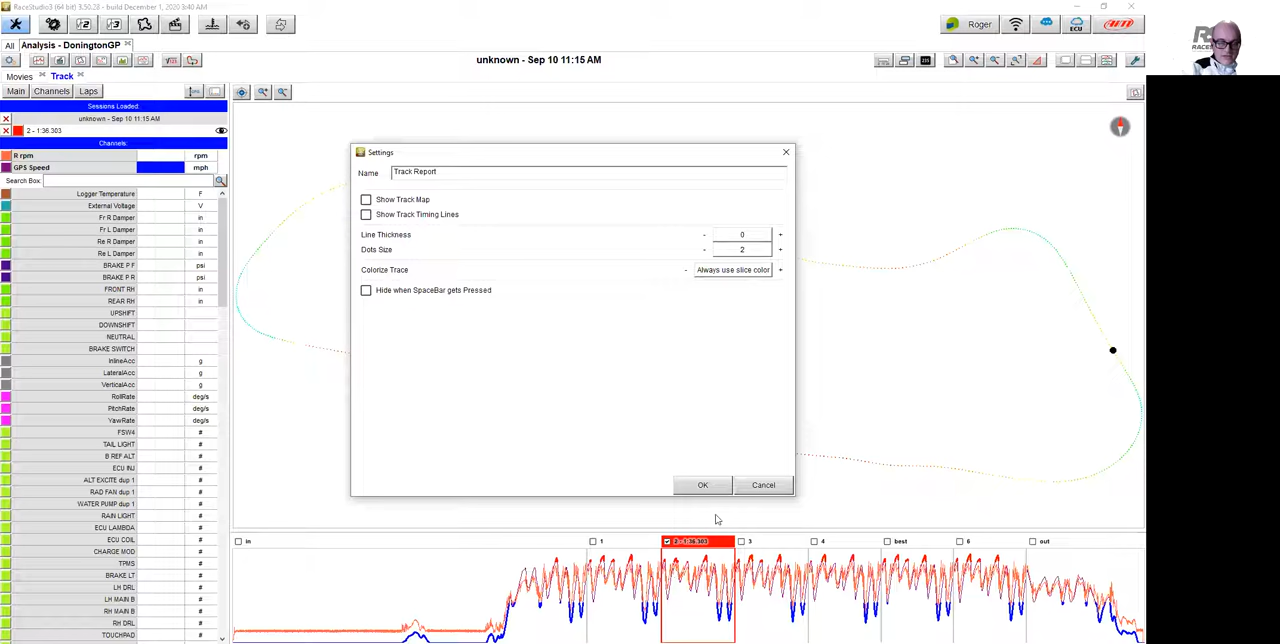 RaceStudio3 (64 bit) 3.50.28 - build December 1 2023 3:40 AM
Roger
ECU
AiM
All Analysis - DoningtonGP
unknown - Sep 10 11:15 AM
Movies Track
Main Channels Laps
Sessions Loaded:
unknown - Sep 10 11:15 AM
2 - 1:36.303
Channels:
R rpm rpm
GPS Speed mph
Search Box:
Logger Temperature F
External Voltage V
Fr R Damper in
Fr L Damper in
Re R Damper in
Re L Damper in
BRAKE P F psi
BRAKE P R psi
FRONT RH in
REAR RH in
UPSHIFT
DOWNSHIFT
NEUTRAL
BRAKE SWITCH
InlineAcc g
LateralAcc g
VerticalAcc g
RollRate deg/s
PitchRate deg/s
YawRate deg/s
FSW4 #
TAIL LIGHT #
B REF ALT #
ECU INJ #
ALT EXCITE dup 1 #
RAD FAN dup 1 #
WATER PUMP dup 1 #
RAIN LIGHT #
ECU LAMBDA #
ECU COIL #
CHARGE MOD #
TPMS #
BRAKE LT #
LH DRL #
LH MAIN B #
RH MAIN B #
RH DRL #
TOUCHPAD #
Settings
Name Track Report
Show Track Map
Show Track Timing Lines
Line Thickness - 0 +
Dots Size - 2 +
Colorize Trace - Always use slice color +
Hide when SpaceBar gets Pressed
OK Cancel
in 1 2 - 1:36.303 3 4 best 6 out